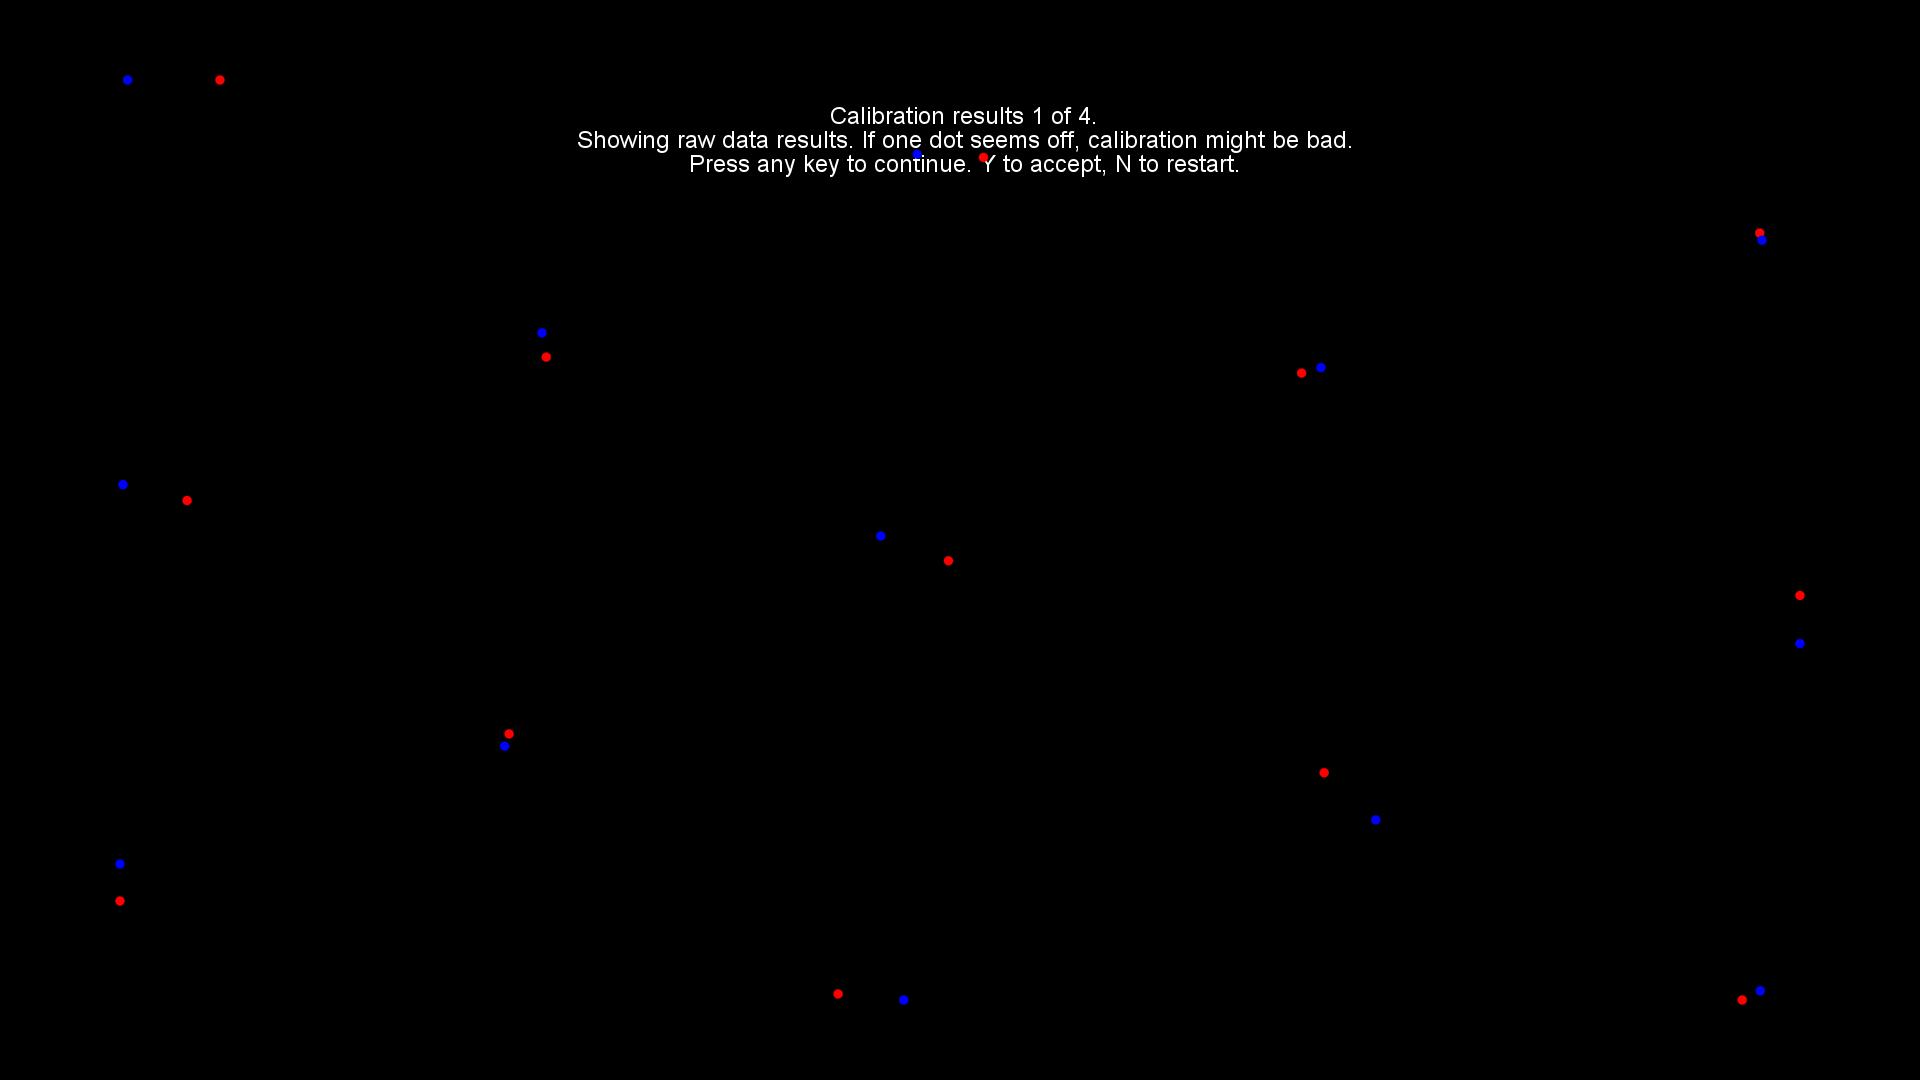 Calibration results 1 of 4.
Showing raw data results. If one dot seems off, calibration might be bad.
Press any key to continue. Y to accept, N to restart.